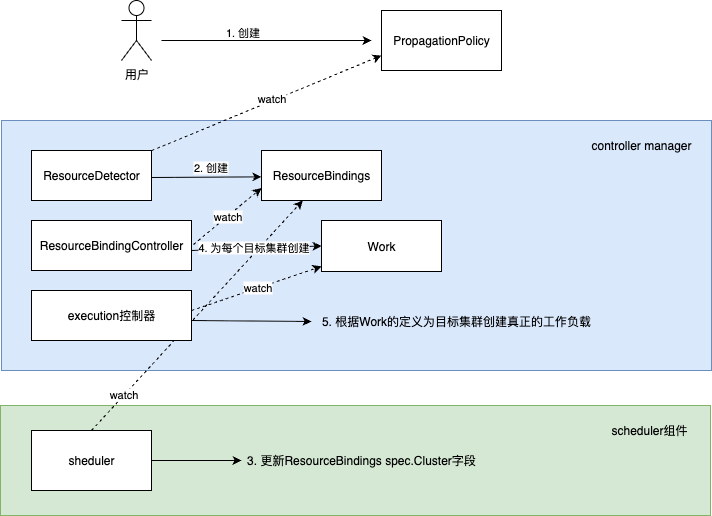 1. 创建
PropagationPolicy
用户
watch
controller manager
ResourceDetector
2. 创建
ResourceBindings
watch
ResourceBindingController
4. 为每个目标集群创建
Work
watch
execution控制器
5. 根据Work的定义为目标集群创建真正的工作负载
watch
scheduler组件
sheduler
3. 更新ResourceBindings spec.Cluster字段